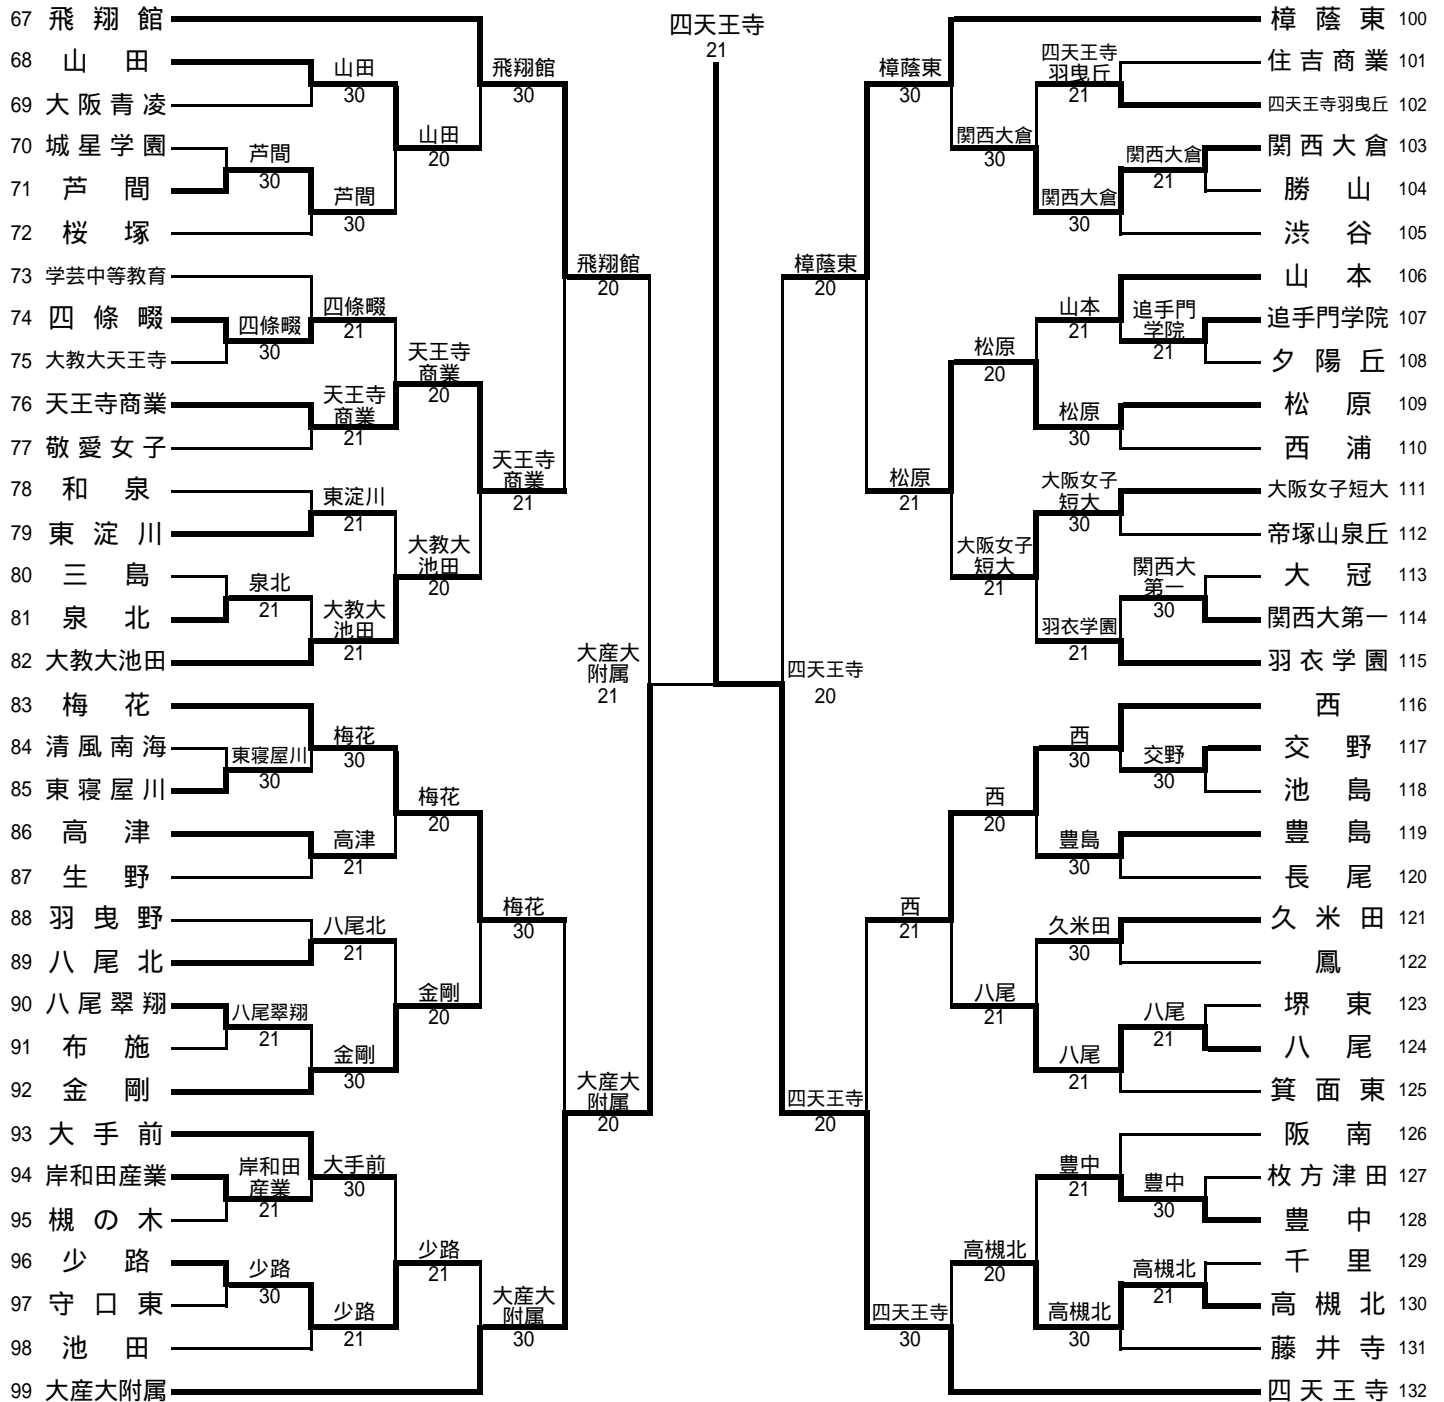 四天王寺
21
67 飛翔館
68 山田
69 大阪青凌
70 城星学園
71 芦間
72 桜塚
73 学芸中等教育
74 四條畷
75 大教大天王寺
76 天王寺商業
77 敬愛女子
78 和泉
79 東淀川
80 三島
81 泉北
82 大教大池田
83 梅花
84 清風南海
85 東寝屋川
86 高津
87 生野
88 羽曳野
89 八尾北
90 八尾翠翔
91 布施
92 金剛
93 大手前
94 岸和田産業
95 槻の木
96 少路
97 守口東
98 池田
99 大産大附属
芦間
30
四條畷
30
泉北
21
東寝屋川
30
八尾翠翔
21
岸和田
産業
21
少路
30
山田
30
芦間
30
四條畷
21
天王寺
商業
21
東淀川
21
大教大
池田
21
梅花
30
高津
21
八尾北
21
金剛
30
大手前
30
少路
21
山田
20
天王寺
商業
20
大教大
池田
20
梅花
20
金剛
20
少路
21
飛翔館
30
天王寺
商業
21
梅花
30
大産大
附属
30
飛翔館
20
大産大
附属
20
大産大
附属
21
四天王寺
20
樟蔭東
20
四天王寺
20
樟蔭東
30
松原
21
西
21
四天王寺
30
関西大倉
30
松原
20
大阪女子
短大
21
西
20
八尾
21
高槻北
20
四天王寺
羽曳丘
21
関西大倉
30
山本
21
松原
30
大阪女子
短大
30
羽衣学園
21
西
30
豊島
30
久米田
30
八尾
21
豊中
21
高槻北
30
関西大倉
21
追手門
学院
21
関西大
第一
30
交野
30
八尾
21
豊中
30
高槻北
21
樟蔭東 100
住吉商業 101
四天王寺羽曳丘 102
関西大倉 103
勝山 104
渋谷 105
山本 106
追手門学院 107
夕陽丘 108
松原 109
西浦 110
大阪女子短大 111
帝塚山泉丘 112
大冠 113
関西大第一 114
羽衣学園 115
西 116
交野 117
池島 118
豊島 119
長尾 120
久米田 121
鳳 122
堺東 123
八尾 124
箕面東 125
阪南 126
枚方津田 127
豊中 128
千里 129
高槻北 130
藤井寺 131
四天王寺 132